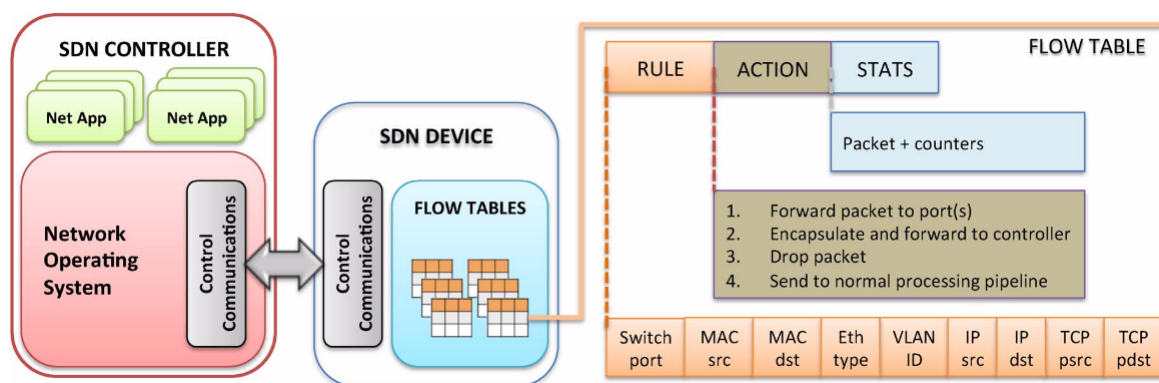 SDN CONTROLLER
Net App
Net App
Network
Operating
System
Control
Communications
SDN DEVICE
Control
Communications
FLOW TABLES
FLOW TABLE
RULE
ACTION
STATS
Packet + counters
1. Forward packet to port(s)
2. Encapsulate and forward to controller
3. Drop packet
4. Send to normal processing pipeline
Switch
port
MAC
src
MAC
dst
Eth
type
VLAN
ID
IP
src
IP
dst
TCP
psrc
TCP
pdst